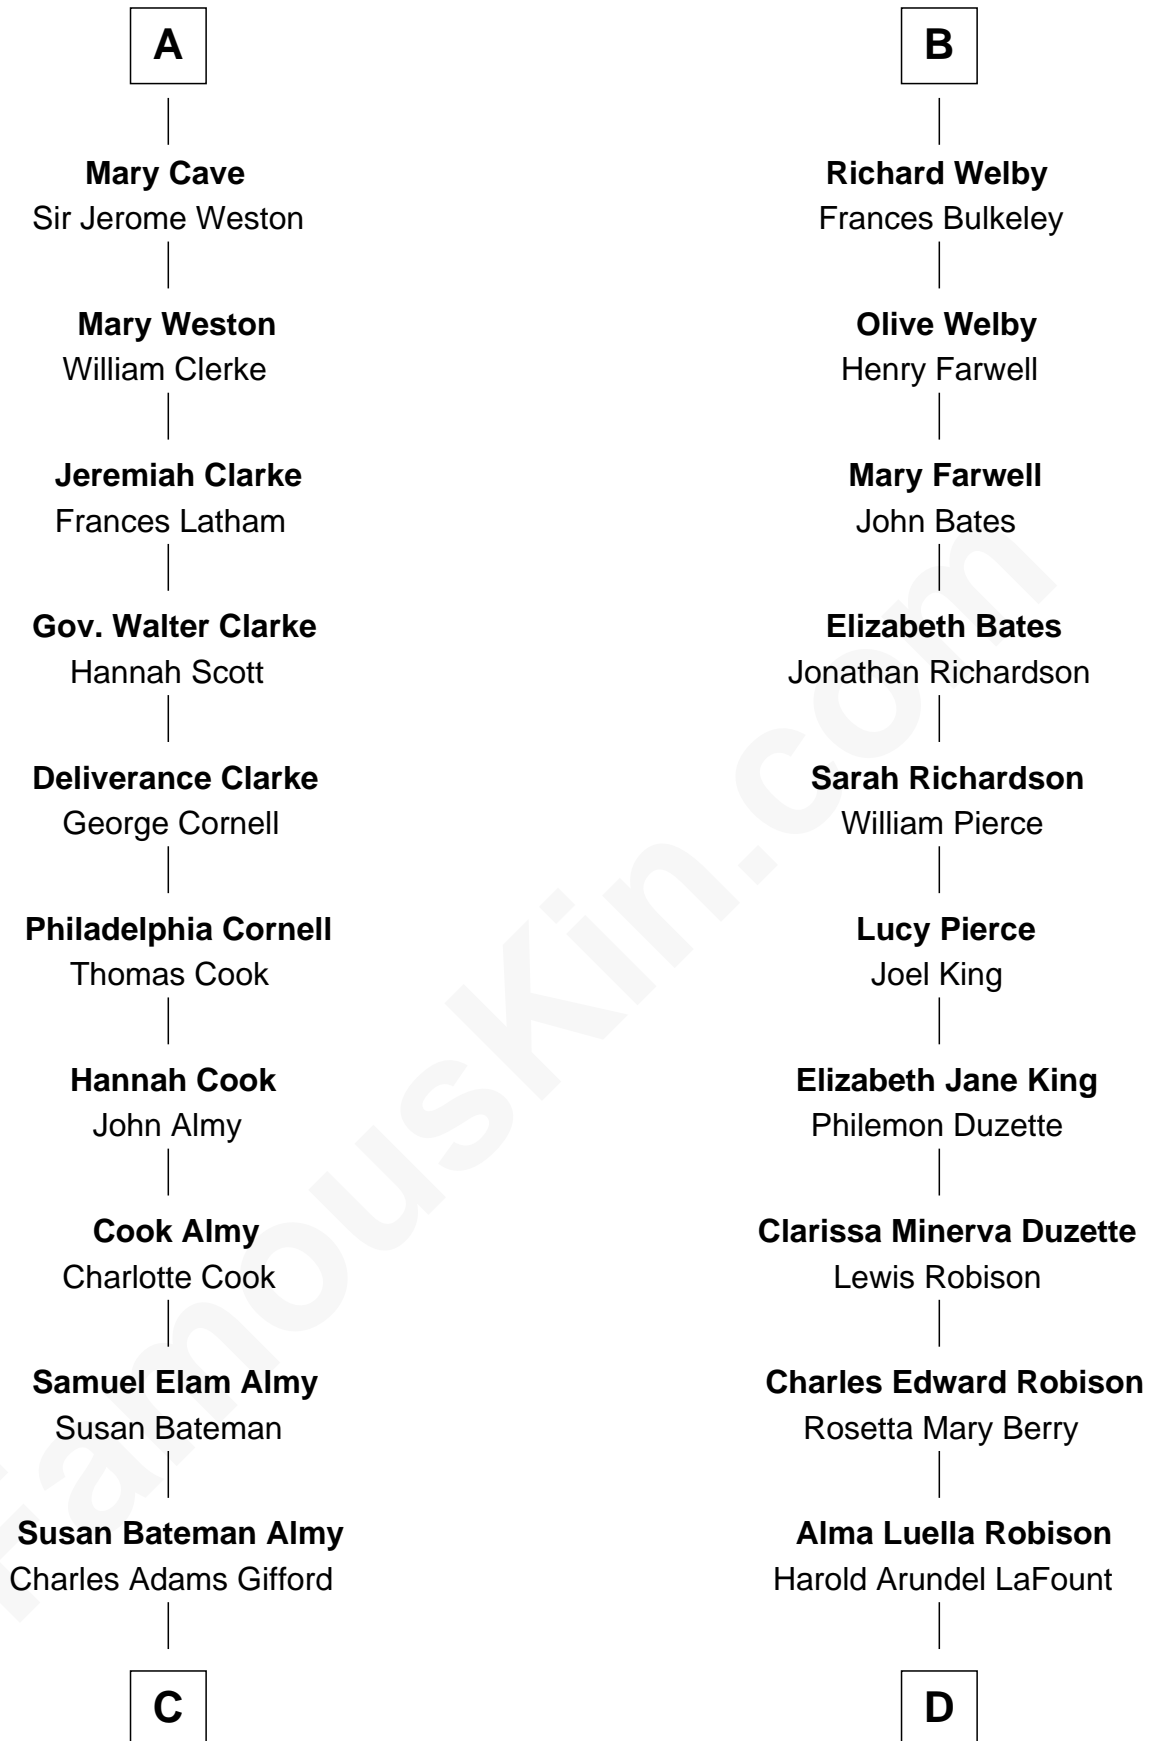 A
Mary Cave
Sir Jerome Weston
Mary Weston
William Clerke
Jeremiah Clarke
Frances Latham
Gov. Walter Clarke
Hannah Scott
Deliverance Clarke
George Cornell
Philadelphia Cornell
Thomas Cook
Hannah Cook
John Almy
Cook Almy
Charlotte Cook
Samuel Elam Almy
Susan Bateman
Susan Bateman Almy
Charles Adams Gifford
C
B
Richard Welby
Frances Bulkeley
Olive Welby
Henry Farwell
Mary Farwell
John Bates
Elizabeth Bates
Jonathan Richardson
Sarah Richardson
William Pierce
Lucy Pierce
Joel King
Elizabeth Jane King
Philemon Duzette
Clarissa Minerva Duzette
Lewis Robison
Charles Edward Robison
Rosetta Mary Berry
Alma Luella Robison
Harold Arundel LaFount
D
FamousKin.com